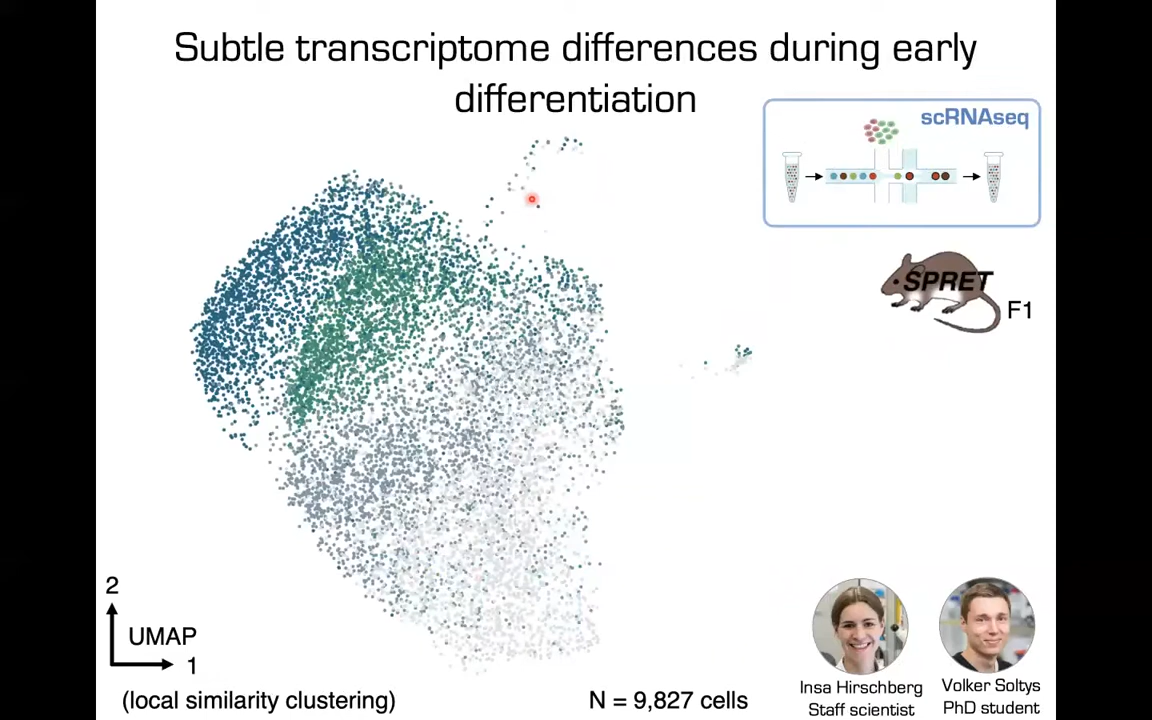 Subtle transcriptome differences during early
differentiation
scRNAseq
SPRET
F1
2
UMAP
1
(local similarity clustering)
N = 9,827 cells
Insa Hirschberg
Staff scientist
Volker Soltys
PhD student